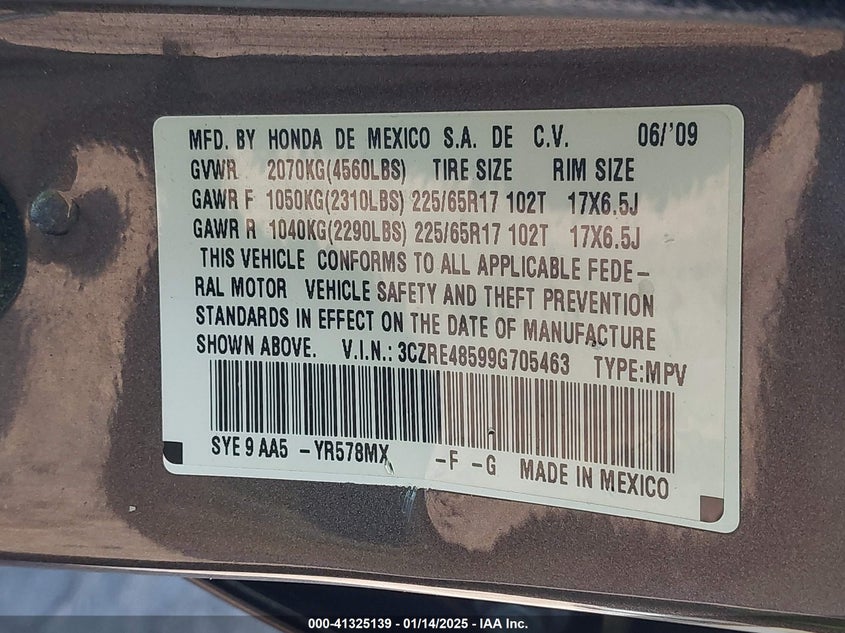 MFD. BY HONDA DE MEXICO S.A. DE C.V. 06/'09
GVWR 2070KG(4560LBS) TIRE SIZE RIM SIZE
GAWR F 1050KG(2310LBS) 225/65R17 102T 17X6.5J
GAWR R 1040KG(2290LBS) 225/65R17 102T 17X6.5J
THIS VEHICLE CONFORMS TO ALL APPLICABLE FEDE-
RAL MOTOR VEHICLE SAFETY AND THEFT PREVENTION
STANDARDS IN EFFECT ON THE DATE OF MANUFACTURE
SHOWN ABOVE. V.I.N.: 3CZRE48599G705463 TYPE:MPV
SYE 9 AA5 -YR578MX -F -G MADE IN MEXICO
000-41325139 - 01/14/2025 - IAA Inc.